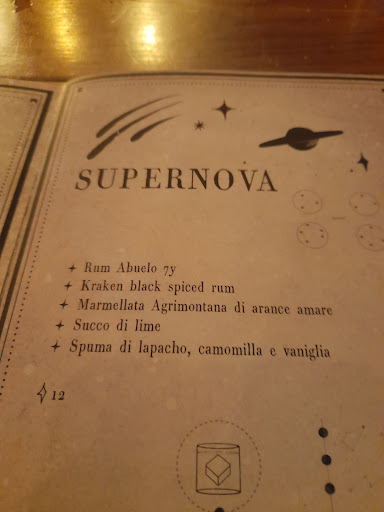 SUPERNOVA
Rum Abuelo 7y
Kraken black spiced rum
Marmellata Agrimontana di arance amare
Succo di lime
Spuma di lapacho, camomilla e vaniglia
12